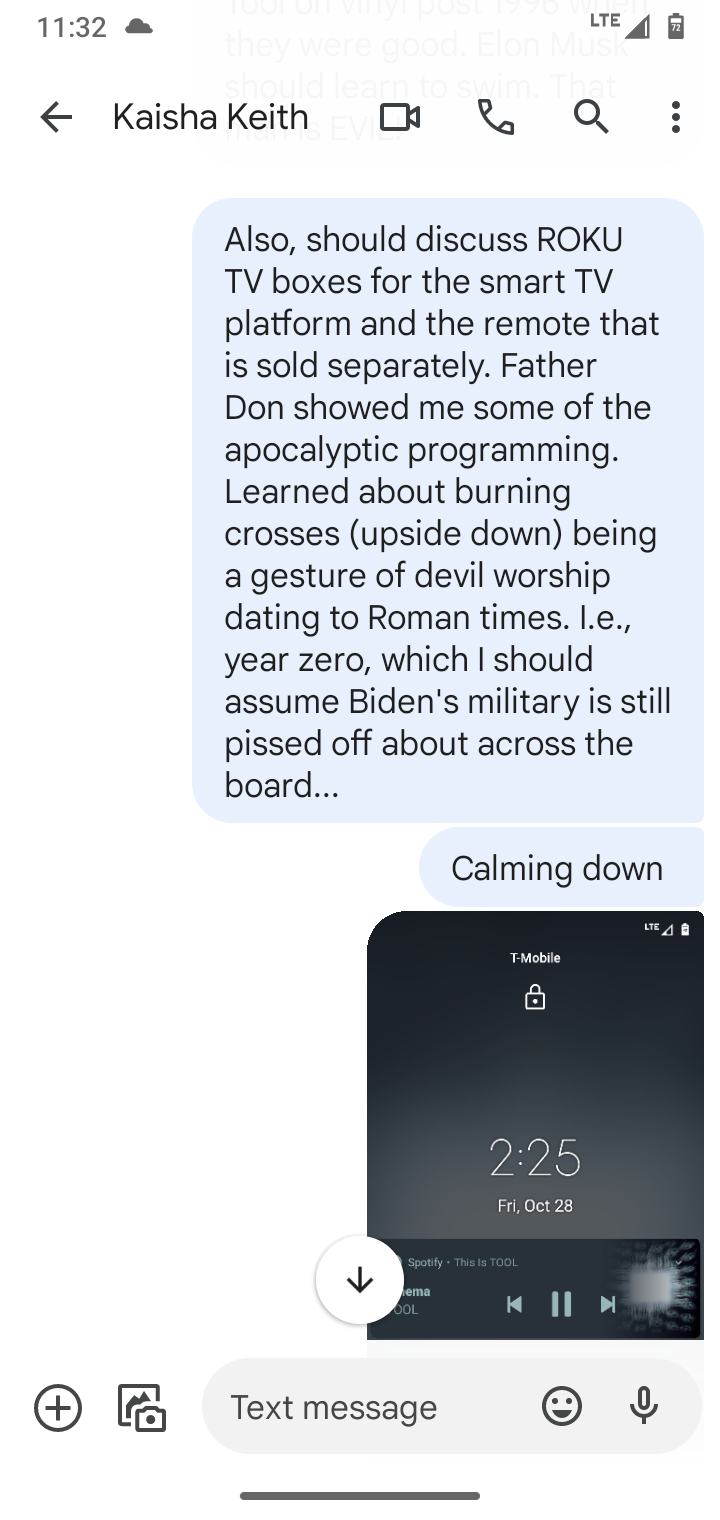 Tool on vinyl post 1996 when
11:32
LTE
72
they were good. Elon Musk
should learn to swim. That
Kaisha Keith
EVIL
Also, should discuss ROKU
TV boxes for the smart TV
platform and the remote that
is sold separately. Father
Don showed me some of the
apocalyptic programming.
Learned about burning
crosses (upside down) being
a gesture of devil worship
dating to Roman times. I.e.,
year zero, which I should
assume Biden's military is still
pissed off about across the
board...
Calming down
LTE
T-Mobile
2:25
Fri, Oct 28
Spotify • This Is TOOL
nema
OOL
Text message